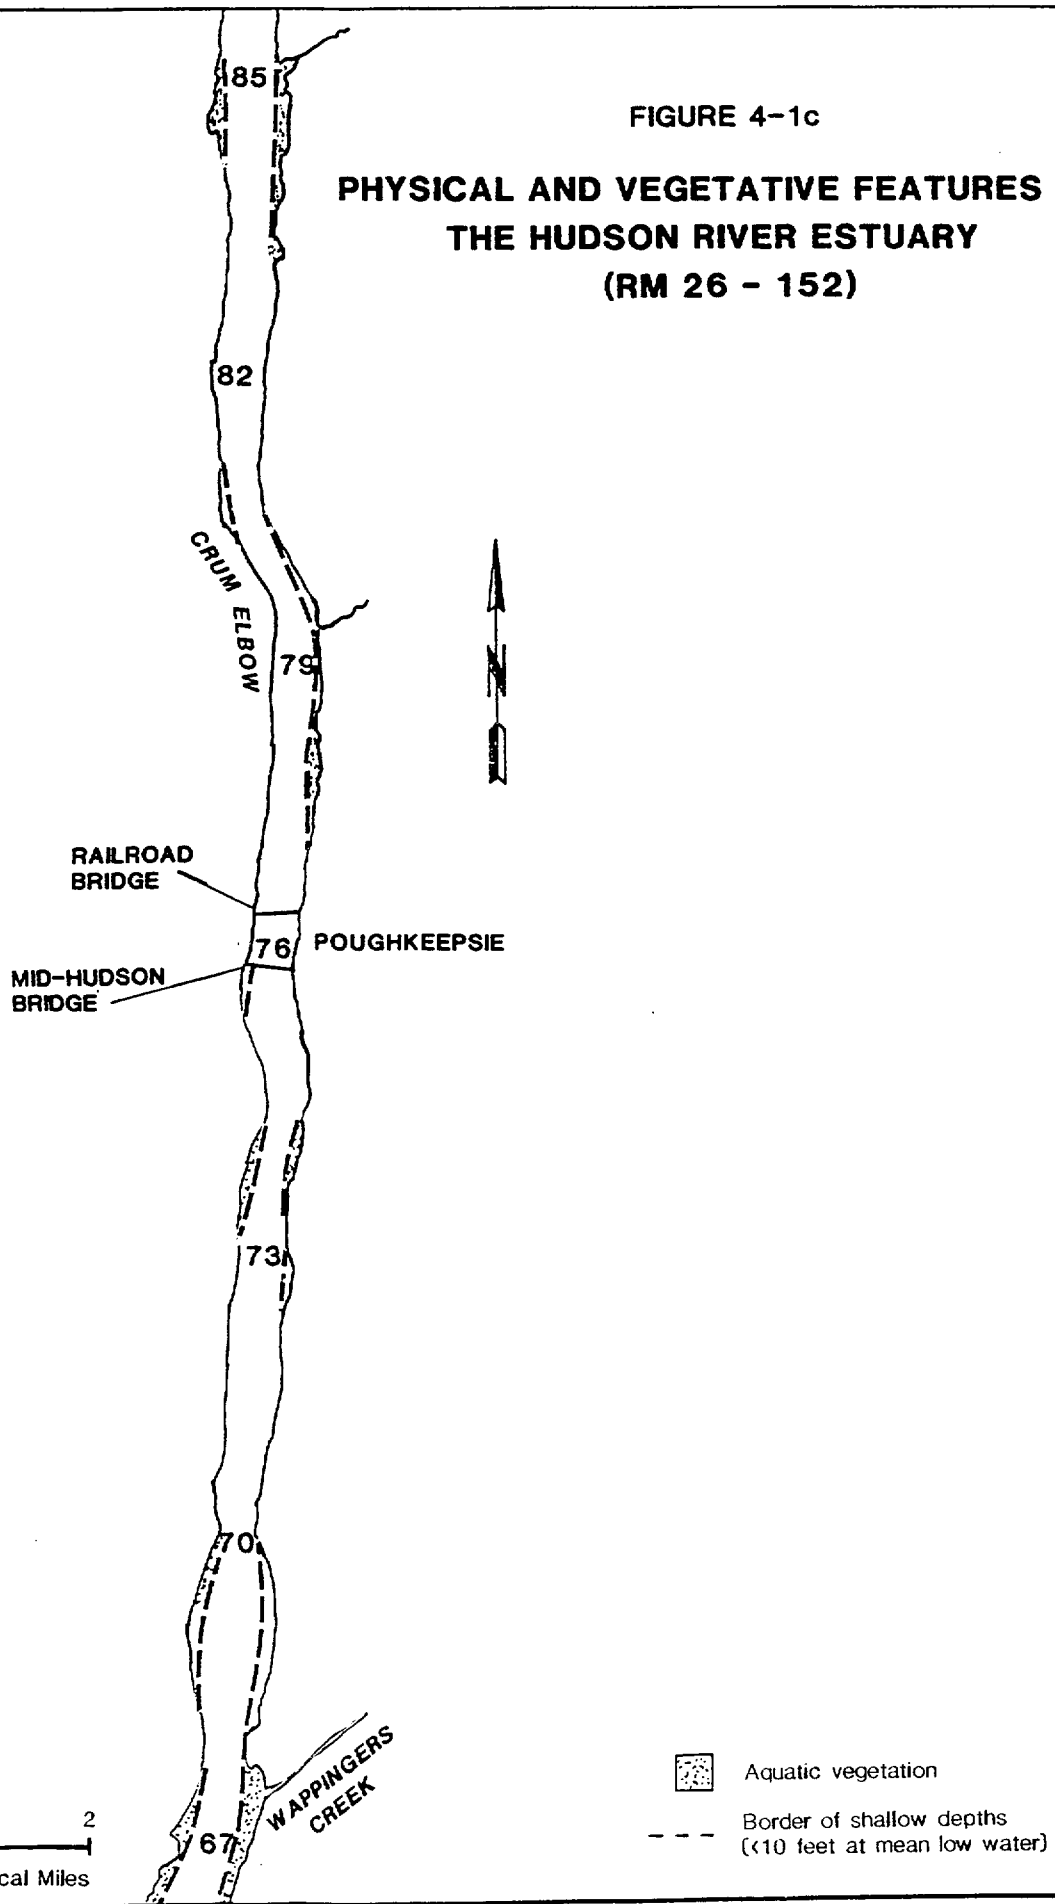 FIGURE 4-1c
PHYSICAL AND VEGETATIVE FEATURES
THE HUDSON RIVER ESTUARY
(RM 26 - 152)
85
82
CRUM ELBOW
79
N
RAILROAD
BRIDGE
76
POUGHKEEPSIE
MID-HUDSON
BRIDGE
73
70
WAPPINGERS
CREEK
67
2
cal Miles
Aquatic vegetation
Border of shallow depths
(<10 feet at mean low water)